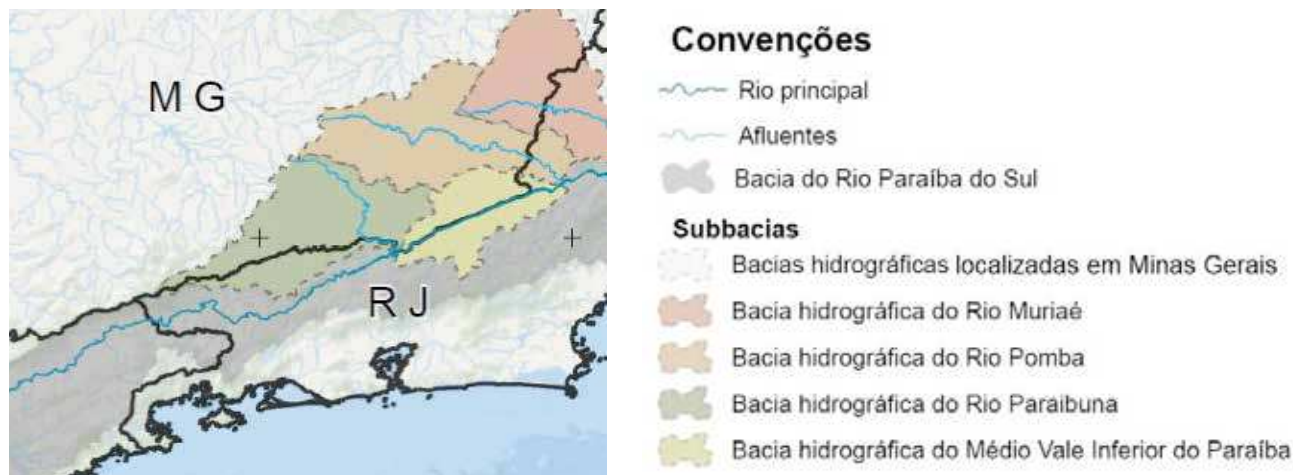 M G
R J
Convenções
Rio principal
Afluentes
Bacia do Rio Paraíba do Sul
Subbacias
Bacias hidrográficas localizadas em Minas Gerais
Bacia hidrográfica do Rio Muriaé
Bacia hidrográfica do Rio Pomba
Bacia hidrográfica do Rio Paraibuna
Bacia hidrográfica do Médio Vale Inferior do Paraíba